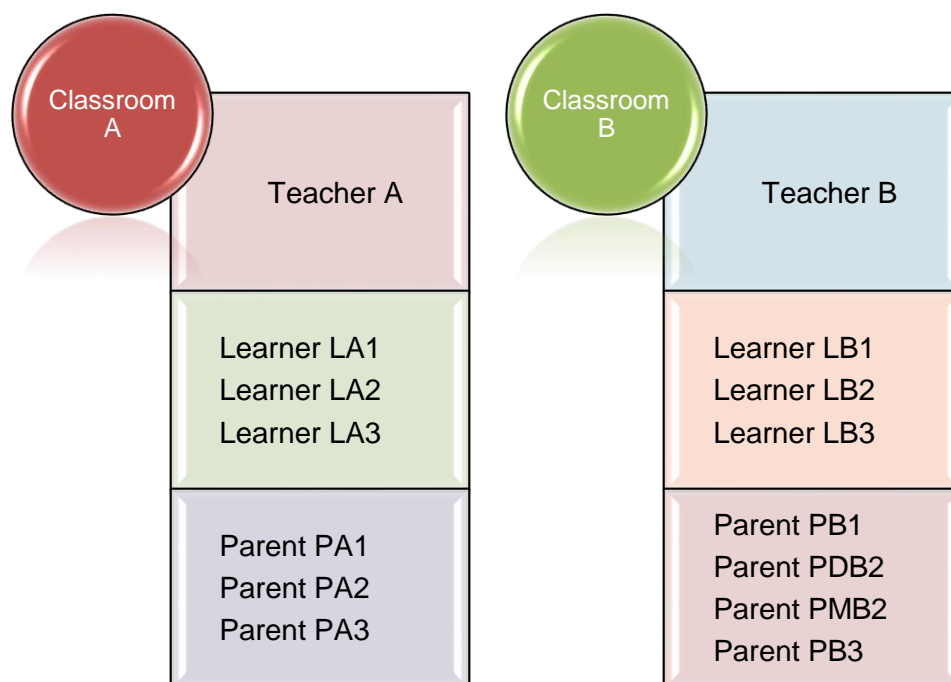 Classroom
A
Teacher A
Learner LA1
Learner LA2
Learner LA3
Parent PA1
Parent PA2
Parent PA3
Classroom
B
Teacher B
Learner LB1
Learner LB2
Learner LB3
Parent PB1
Parent PDB2
Parent PMB2
Parent PB3